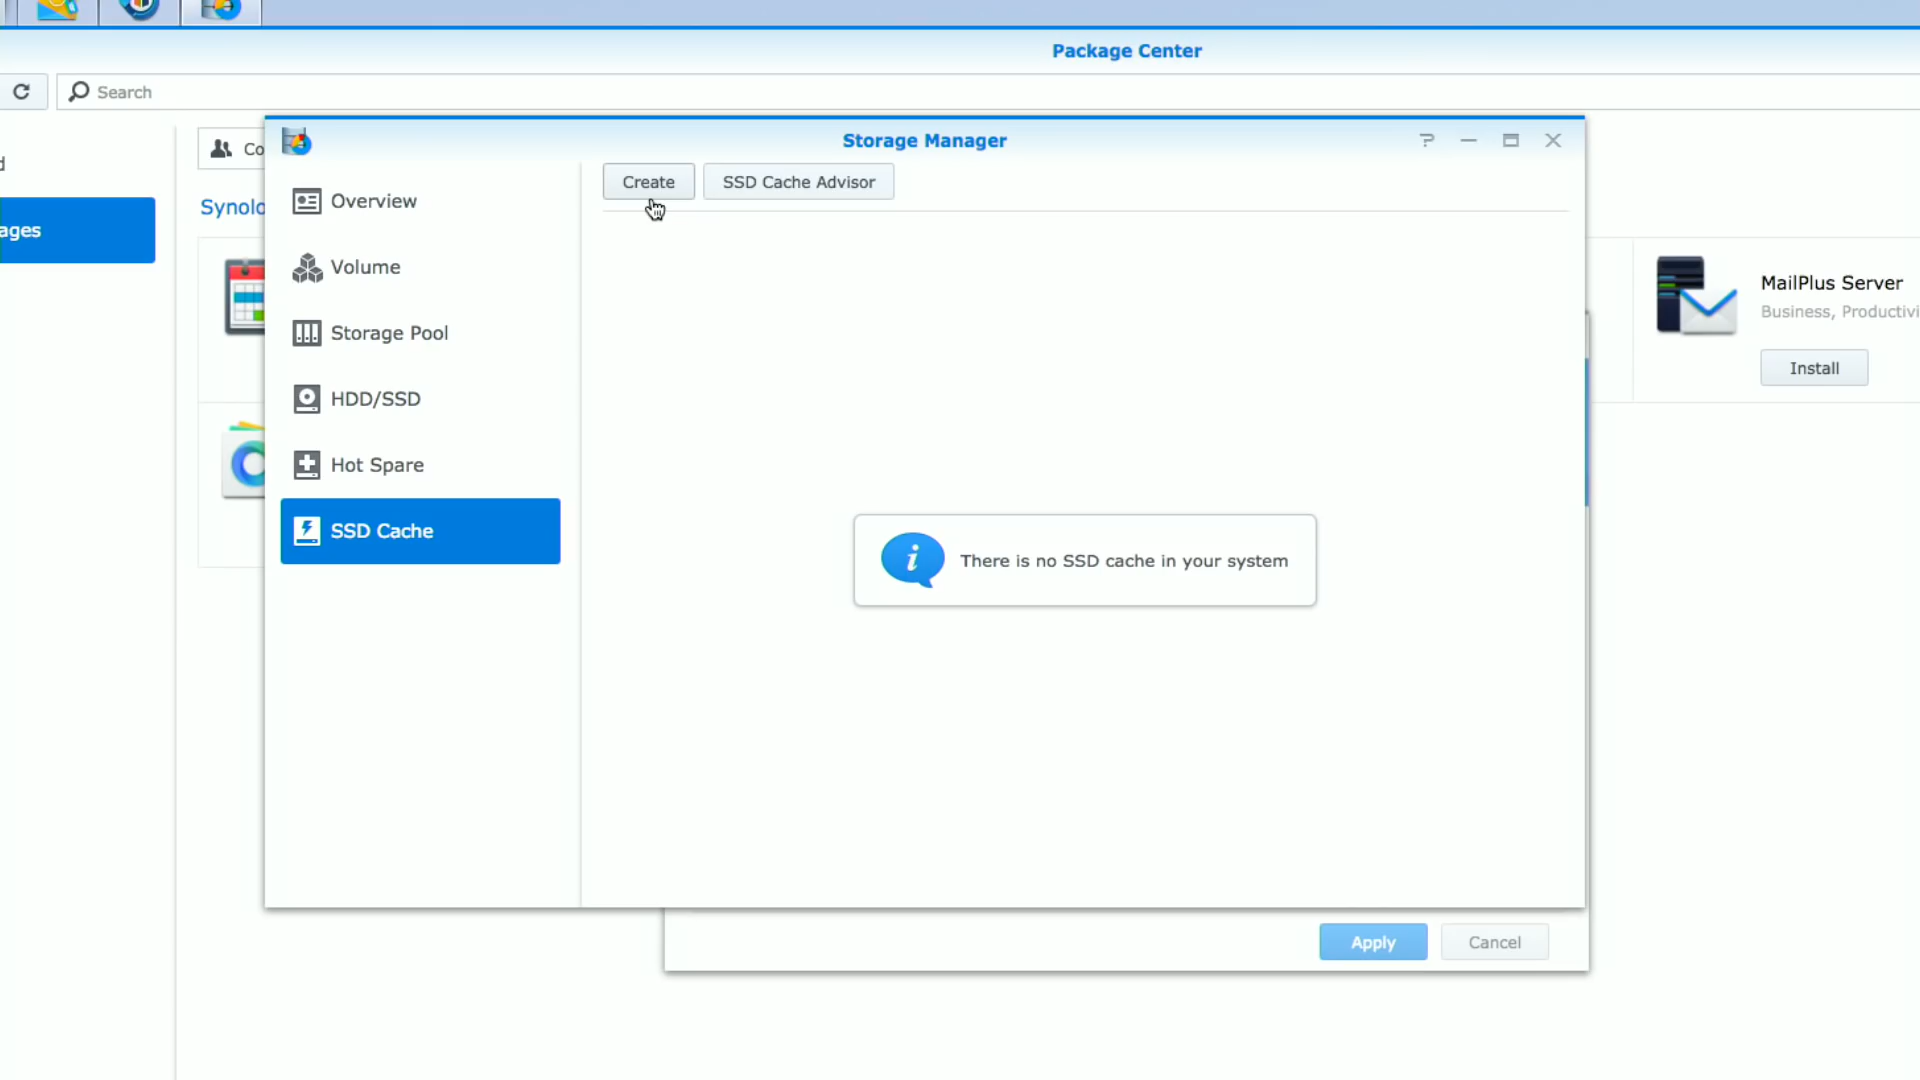 Package Center
Search
d
Co
Storage Manager
Create
SSD Cache Advisor
Overview
Synolo
ages
Volume
MailPlus Server
Business, Productivi
Storage Pool
Install
HDD/SSD
Hot Spare
SSD Cache
There is no SSD cache in your system
Apply
Cancel